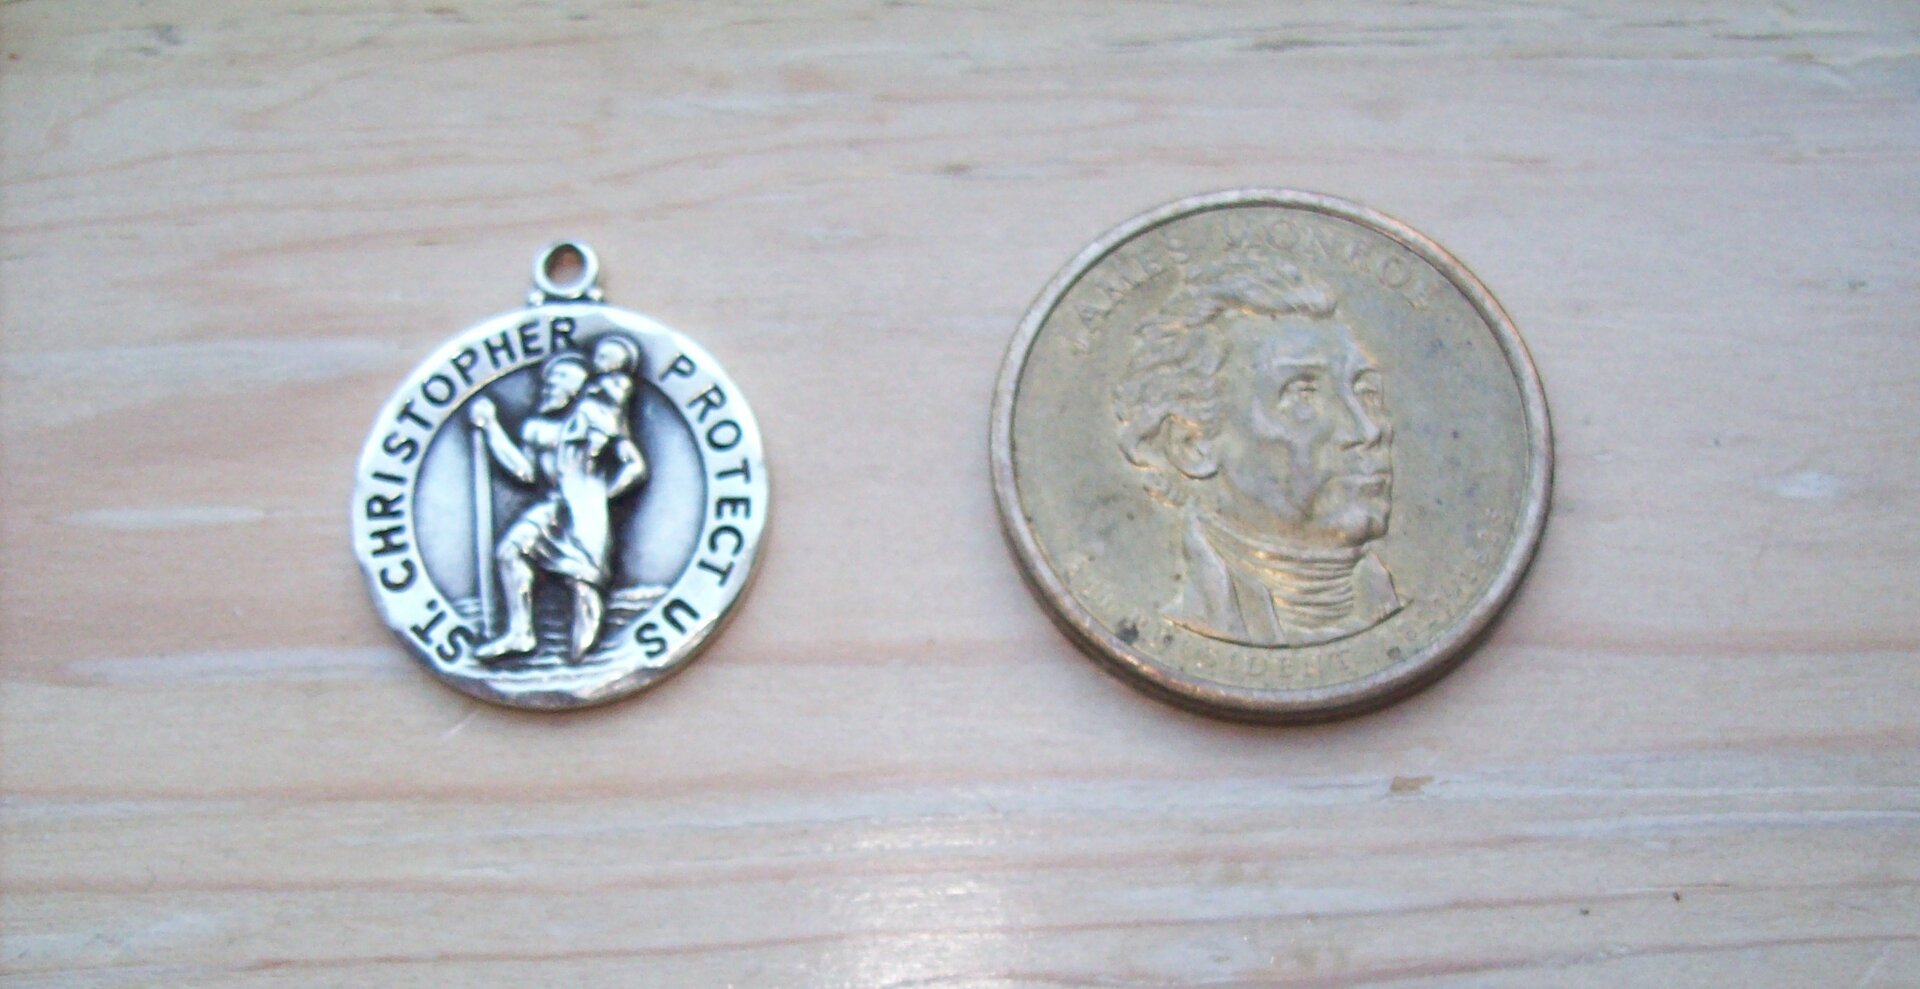 ST. CHRISTOPHER PROTECT US
JAMES MONROE
PRESIDENT